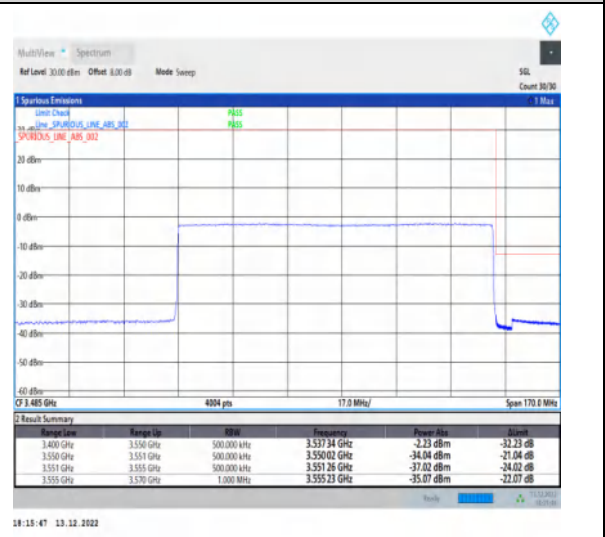 MultiView Spectrum
Ref Level 30.00 dBm Offset 8.00 dB Mode Sweep SGL
Count 30/30
1 Spurious Emissions 1 Max
Limit Check PASS
Line _SPURIOUS_LINE_ABS_002 PASS
_SPURIOUS_LINE_ABS_002
20 dBm
10 dBm
0 dBm
-10 dBm
-20 dBm
-30 dBm
-40 dBm
-50 dBm
-60 dBm
CF 3.485 GHz 4004 pts 17.0 MHz/ Span 170.0 MHz
2 Result Summary
Range Low Range Up RBW Frequency Power Abs ΔLimit
3.400 GHz 3.550 GHz 500.000 kHz 3.53734 GHz -2.23 dBm -32.23 dB
3.550 GHz 3.551 GHz 500.000 kHz 3.55002 GHz -34.04 dBm -21.04 dB
3.551 GHz 3.555 GHz 500.000 kHz 3.55126 GHz -37.02 dBm -24.02 dB
3.555 GHz 3.570 GHz 1.000 MHz 3.55523 GHz -35.07 dBm -22.07 dB
Ready 13.12.2022
18:15:47 13.12.2022